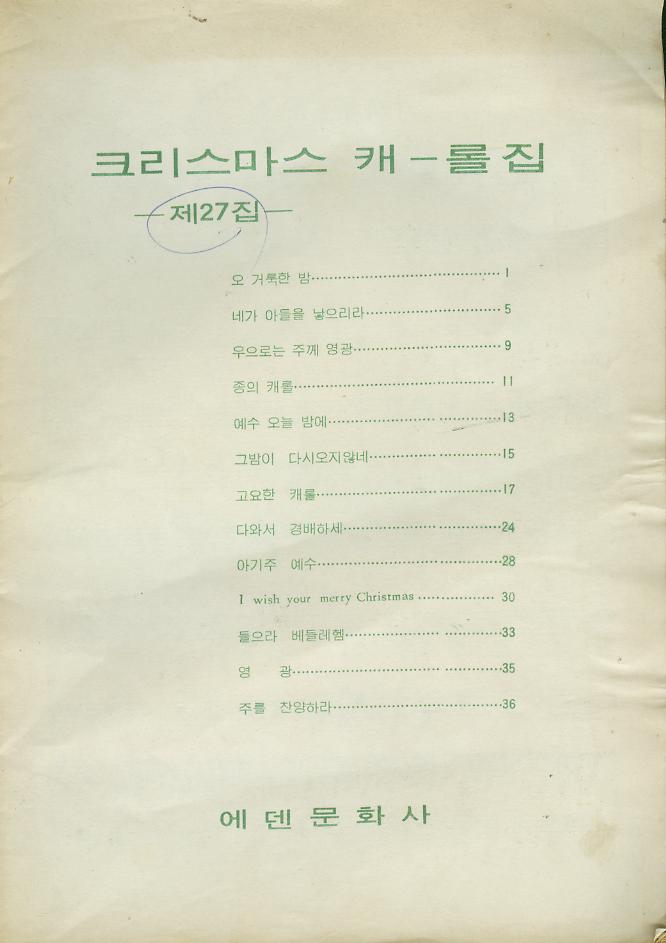 크리스마스 캐-롤집
—제27집—
오 거룩한 밤 1
네가 아들을 낳으리라 5
우으로는 주께 영광 9
종의 캐롤 11
예수 오늘 밤에 13
그밤이 다시오지않네 15
고요한 캐롤 17
다와서 경배하세 24
아기주 예수 28
I wish your merry Christmas 30
들으라 베들레헴 33
영 광 35
주를 찬양하라 36
에덴문화사